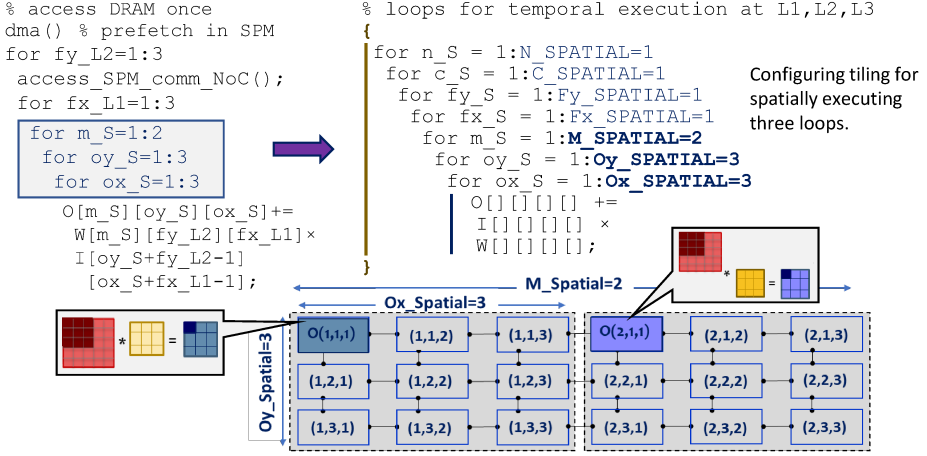 % access DRAM once
dma() % prefetch in SPM
for fy_L2=1:3
access_SPM_comm_NoC();
for fx_L1=1:3
for m_S=1:2
for oy_S=1:3
for ox_S=1:3
O[m_S][oy_S][ox_S]+=
W[m_S][fy_L2][fx_L1]×
I[oy_S+fy_L2-1]
[ox_S+fx_L1-1];
% loops for temporal execution at L1,L2,L3
{
for n_S = 1:N_SPATIAL=1
for c_S = 1:C_SPATIAL=1
for fy_S = 1:Fy_SPATIAL=1
for fx_S = 1:Fx_SPATIAL=1
for m_S = 1:M_SPATIAL=2
for oy_S = 1:Oy_SPATIAL=3
for ox_S = 1:Ox_SPATIAL=3
O[][][][] +=
I[][][][] ×
W[][][][];
}
Configuring tiling for
spatially executing
three loops.
M_Spatial=2
Ox_Spatial=3
Oy_Spatial=3
* =
* =
O(1,1,1) (1,1,2) (1,1,3) O(2,1,1) (2,1,2) (2,1,3)
(1,2,1) (1,2,2) (1,2,3) (2,2,1) (2,2,2) (2,2,3)
(1,3,1) (1,3,2) (1,3,3) (2,3,1) (2,3,2) (2,3,3)